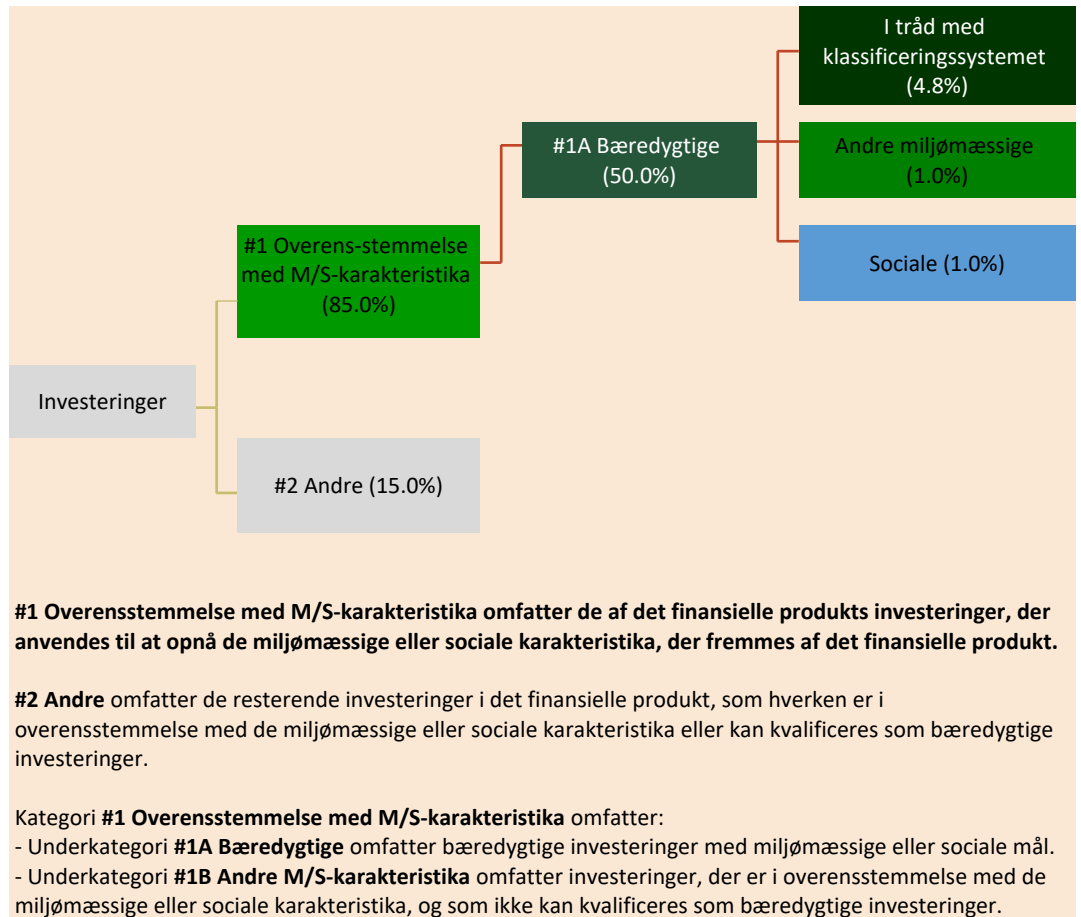 I tråd med
klassificeringssystemet
(4.8%)
#1A Bæredygtige
(50.0%)
Andre miljømæssige
(1.0%)
#1 Overens-stemmelse
med M/S-karakteristika
(85.0%)
Sociale (1.0%)
Investeringer
#2 Andre (15.0%)
#1 Overensstemmelse med M/S-karakteristika omfatter de af det finansielle produkts investeringer, der
anvendes til at opnå de miljømæssige eller sociale karakteristika, der fremmes af det finansielle produkt.
#2 Andre omfatter de resterende investeringer i det finansielle produkt, som hverken er i
overensstemmelse med de miljømæssige eller sociale karakteristika eller kan kvalificeres som bæredygtige
investeringer.
Kategori #1 Overensstemmelse med M/S-karakteristika omfatter:
- Underkategori #1A Bæredygtige omfatter bæredygtige investeringer med miljømæssige eller sociale mål.
- Underkategori #1B Andre M/S-karakteristika omfatter investeringer, der er i overensstemmelse med de
miljømæssige eller sociale karakteristika, og som ikke kan kvalificeres som bæredygtige investeringer.